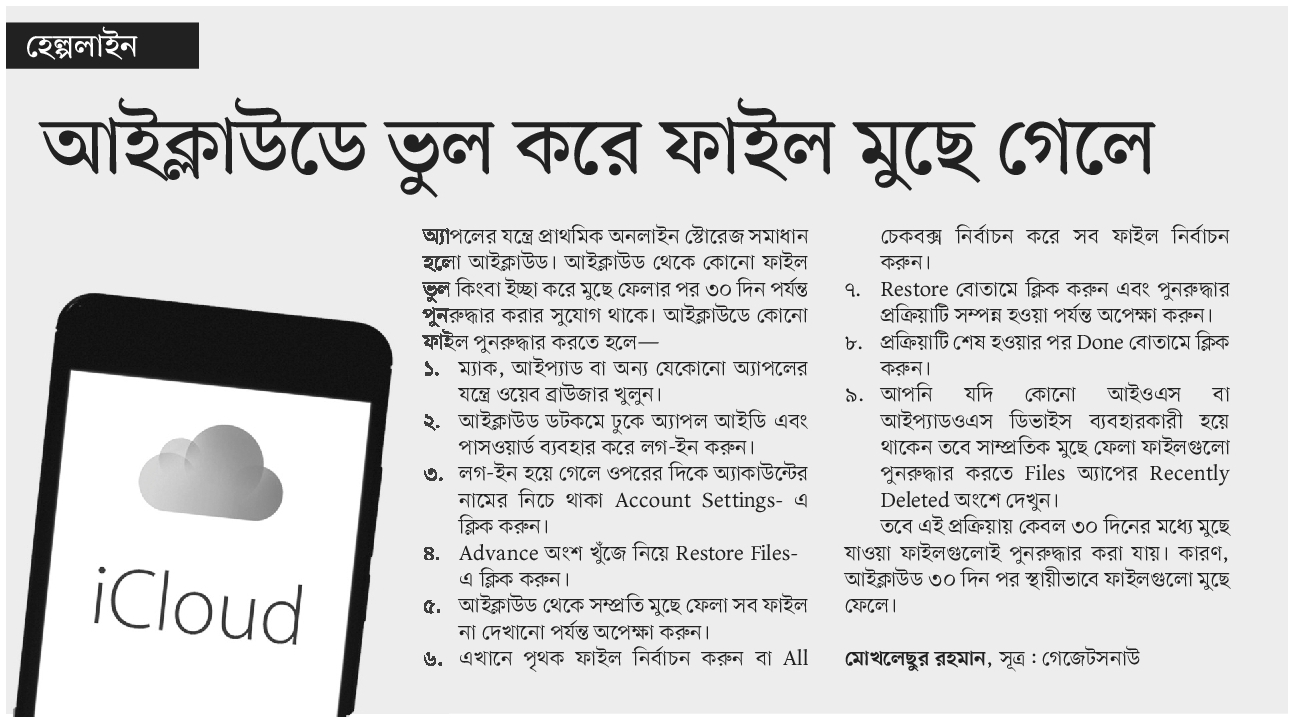 হেল্পলাইন
আইক্লাউডে ভুল করে ফাইল মুছে গেলে
iCloud
অ্যাপলের যন্ত্রে প্রাথমিক অনলাইন স্টোরেজ সমাধান
হলো আইক্লাউড। আইক্লাউড থেকে কোনো ফাইল
ভুল কিংবা ইচ্ছা করে মুছে ফেলার পর ৩০ দিন পর্যন্ত
পুনরুদ্ধার করার সুযোগ থাকে। আইক্লাউডে কোনো
ফাইল পুনরুদ্ধার করতে হলে—
১. ম্যাক, আইপ্যাড বা অন্য যেকোনো অ্যাপলের
যন্ত্রে ওয়েব ব্রাউজার খুলুন।
২. আইক্লাউড ডটকমে ঢুকে অ্যাপল আইডি এবং
পাসওয়ার্ড ব্যবহার করে লগ-ইন করুন।
৩. লগ-ইন হয়ে গেলে ওপরের দিকে অ্যাকাউন্টের
নামের নিচে থাকা Account Settings- এ
ক্লিক করুন।
৪. Advance অংশ খুঁজে নিয়ে Restore Files-
এ ক্লিক করুন।
৫. আইক্লাউড থেকে সম্প্রতি মুছে ফেলা সব ফাইল
না দেখানো পর্যন্ত অপেক্ষা করুন।
৬. এখানে পৃথক ফাইল নির্বাচন করুন বা All
চেকবক্স নির্বাচন করে সব ফাইল নির্বাচন
করুন।
৭. Restore বোতামে ক্লিক করুন এবং পুনরুদ্ধার
প্রক্রিয়াটি সম্পন্ন হওয়া পর্যন্ত অপেক্ষা করুন।
৮. প্রক্রিয়াটি শেষ হওয়ার পর Done বোতামে ক্লিক
করুন।
৯. আপনি যদি কোনো আইওএস বা
আইপ্যাডওএস ডিভাইস ব্যবহারকারী হয়ে
থাকেন তবে সাম্প্রতিক মুছে ফেলা ফাইলগুলো
পুনরুদ্ধার করতে Files অ্যাপের Recently
Deleted অংশে দেখুন।
তবে এই প্রক্রিয়ায় কেবল ৩০ দিনের মধ্যে মুছে
যাওয়া ফাইলগুলোই পুনরুদ্ধার করা যায়। কারণ,
আইক্লাউড ৩০ দিন পর স্থায়ীভাবে ফাইলগুলো মুছে
ফেলে।
মোখলেছুর রহমান, সূত্র : গেজেটসনাউ